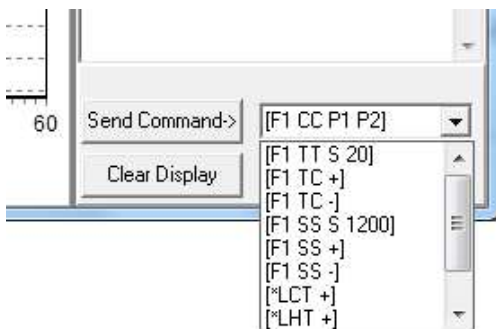 60
Send Command->
[F1 CC P1 P2]
Clear Display
[F1 TT S 20]
[F1 TC +]
[F1 TC -]
[F1 SS S 1200]
[F1 SS +]
[F1 SS -]
[*LCT +]
[*LHT +]